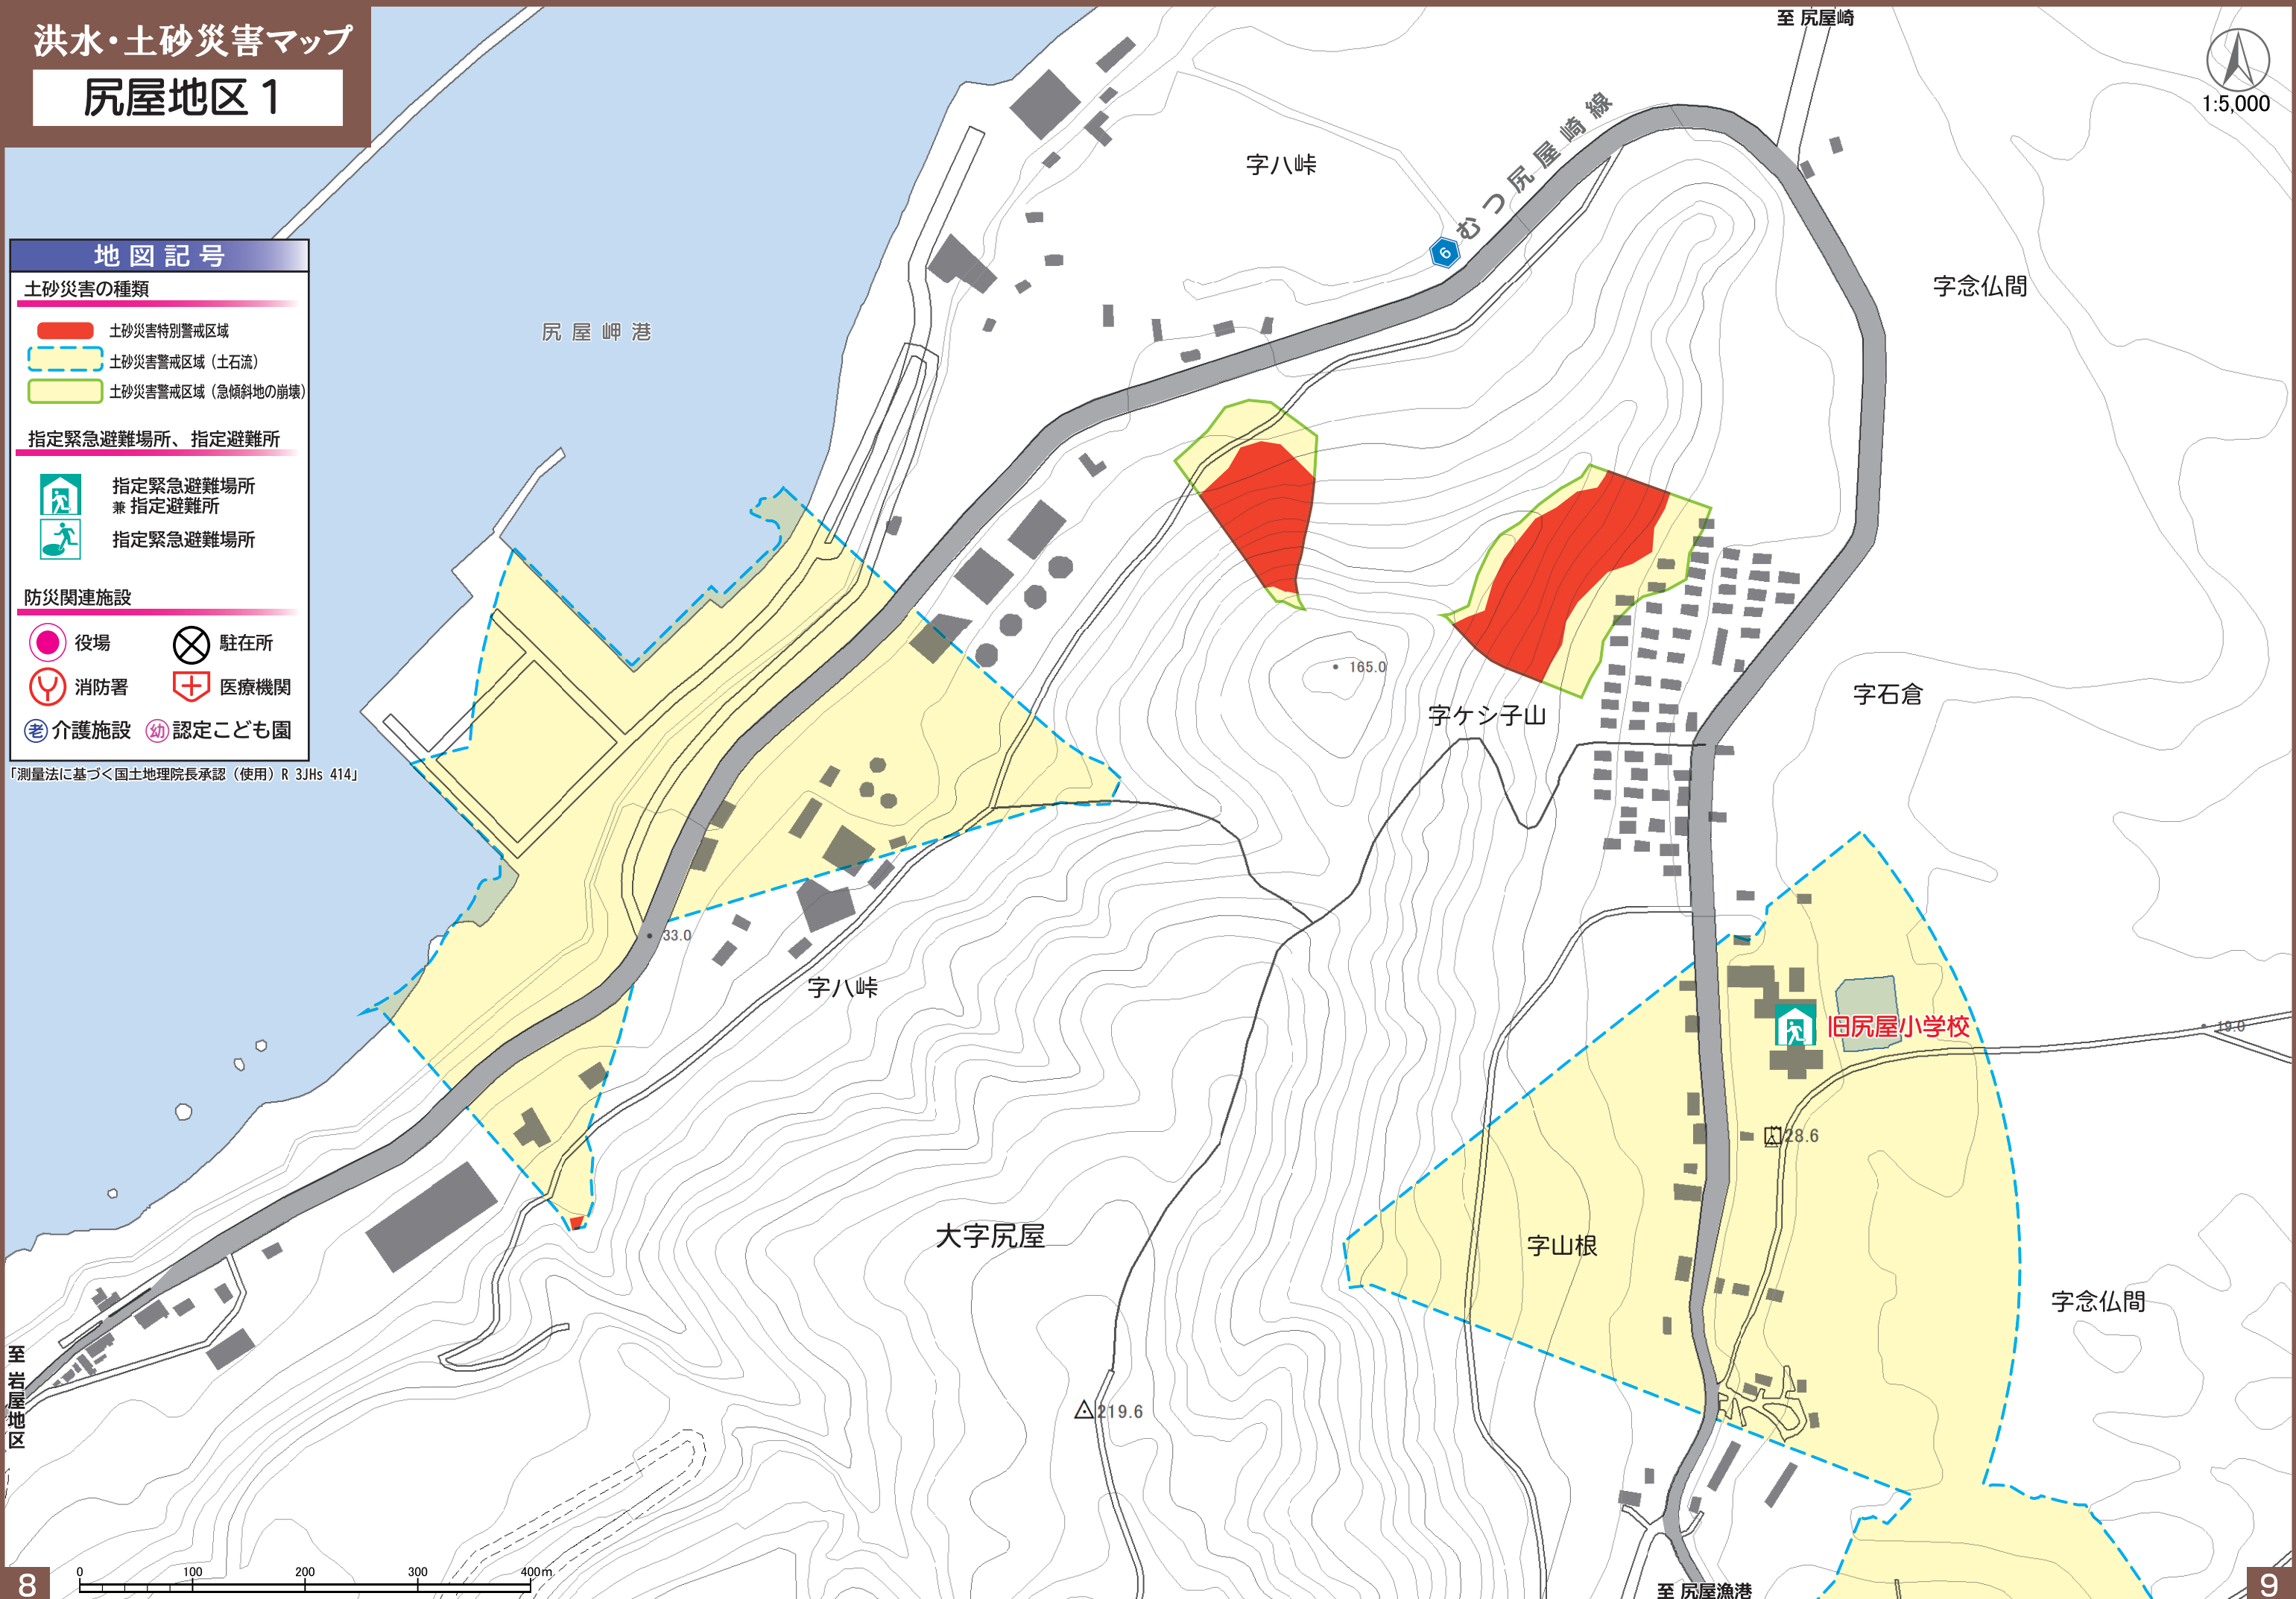 洪水・土砂災害マップ
尻屋地区1
至 尻屋崎
1:5,000
字八峠
むつ尻屋崎線
6
字念仏間
尻屋岬港
地図記号
土砂災害の種類
土砂災害特別警戒区域
土砂災害警戒区域（土石流）
土砂災害警戒区域（急傾斜地の崩壊）
指定緊急避難場所、指定避難所
指定緊急避難場所
兼 指定避難所
指定緊急避難場所
防災関連施設
役場
駐在所
消防署
医療機関
老 介護施設
幼 認定こども園
「測量法に基づく国土地理院長承認（使用）R 3JHs 414」
165.0
字ケシ子山
字石倉
33.0
字八峠
旧尻屋小学校
19.0
28.6
大字尻屋
字山根
字念仏間
219.6
至 岩屋地区
至 尻屋漁港
0 100 200 300 400m
8
9